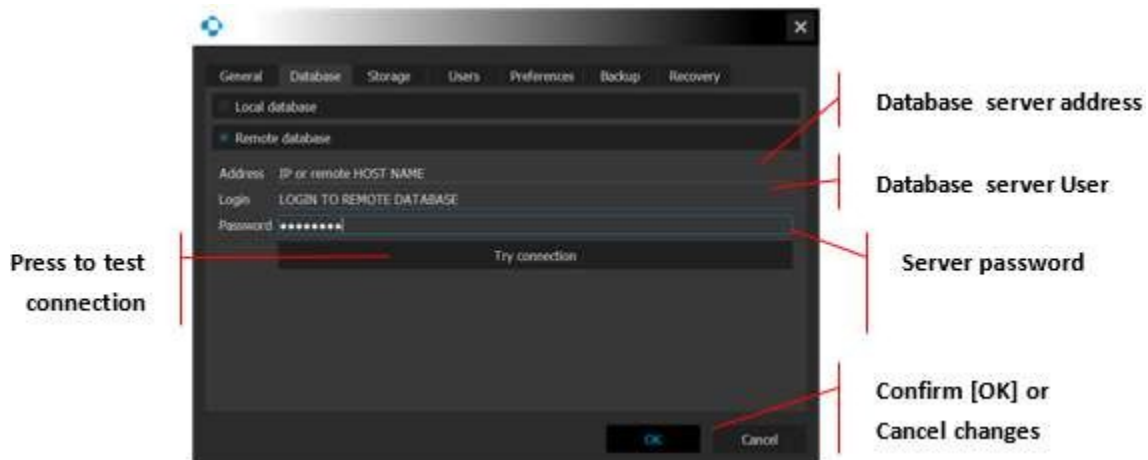 General Database Storage Users Preferences Backup Recovery
Local database
Remote database
Address IP or remote HOST NAME
Login LOGIN TO REMOTE DATABASE
Password ••••••••
Try connection
OK Cancel
Database server address
Database server User
Server password
Press to test
connection
Confirm [OK] or
Cancel changes